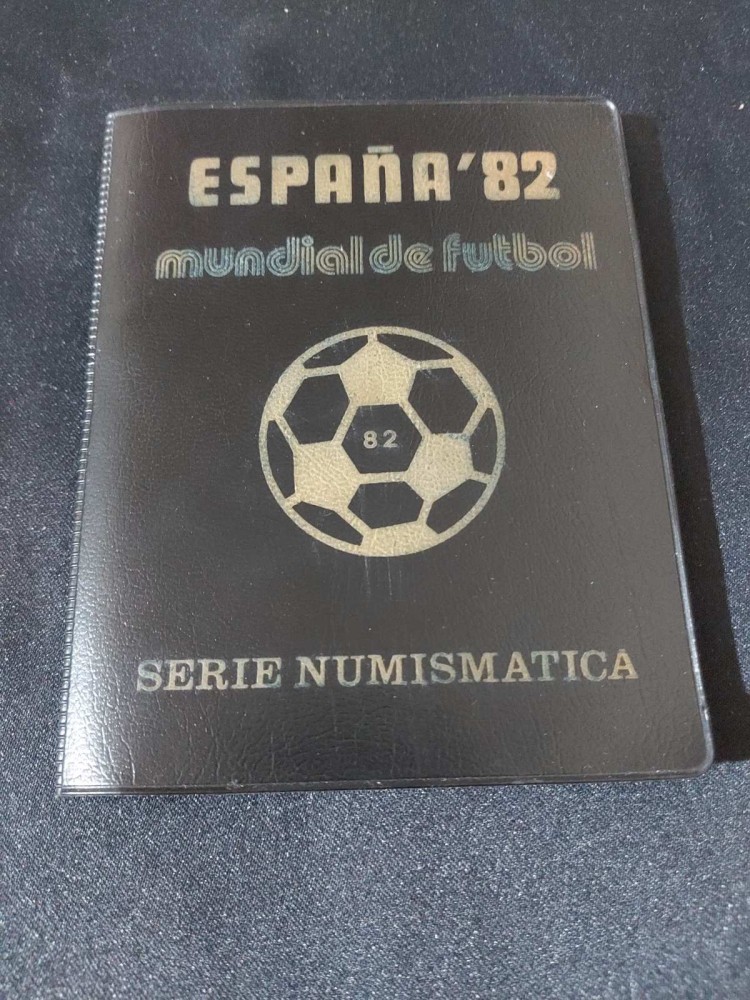 ESPAÑA'82
mundial de futbol
82
SERIE NUMISMATICA